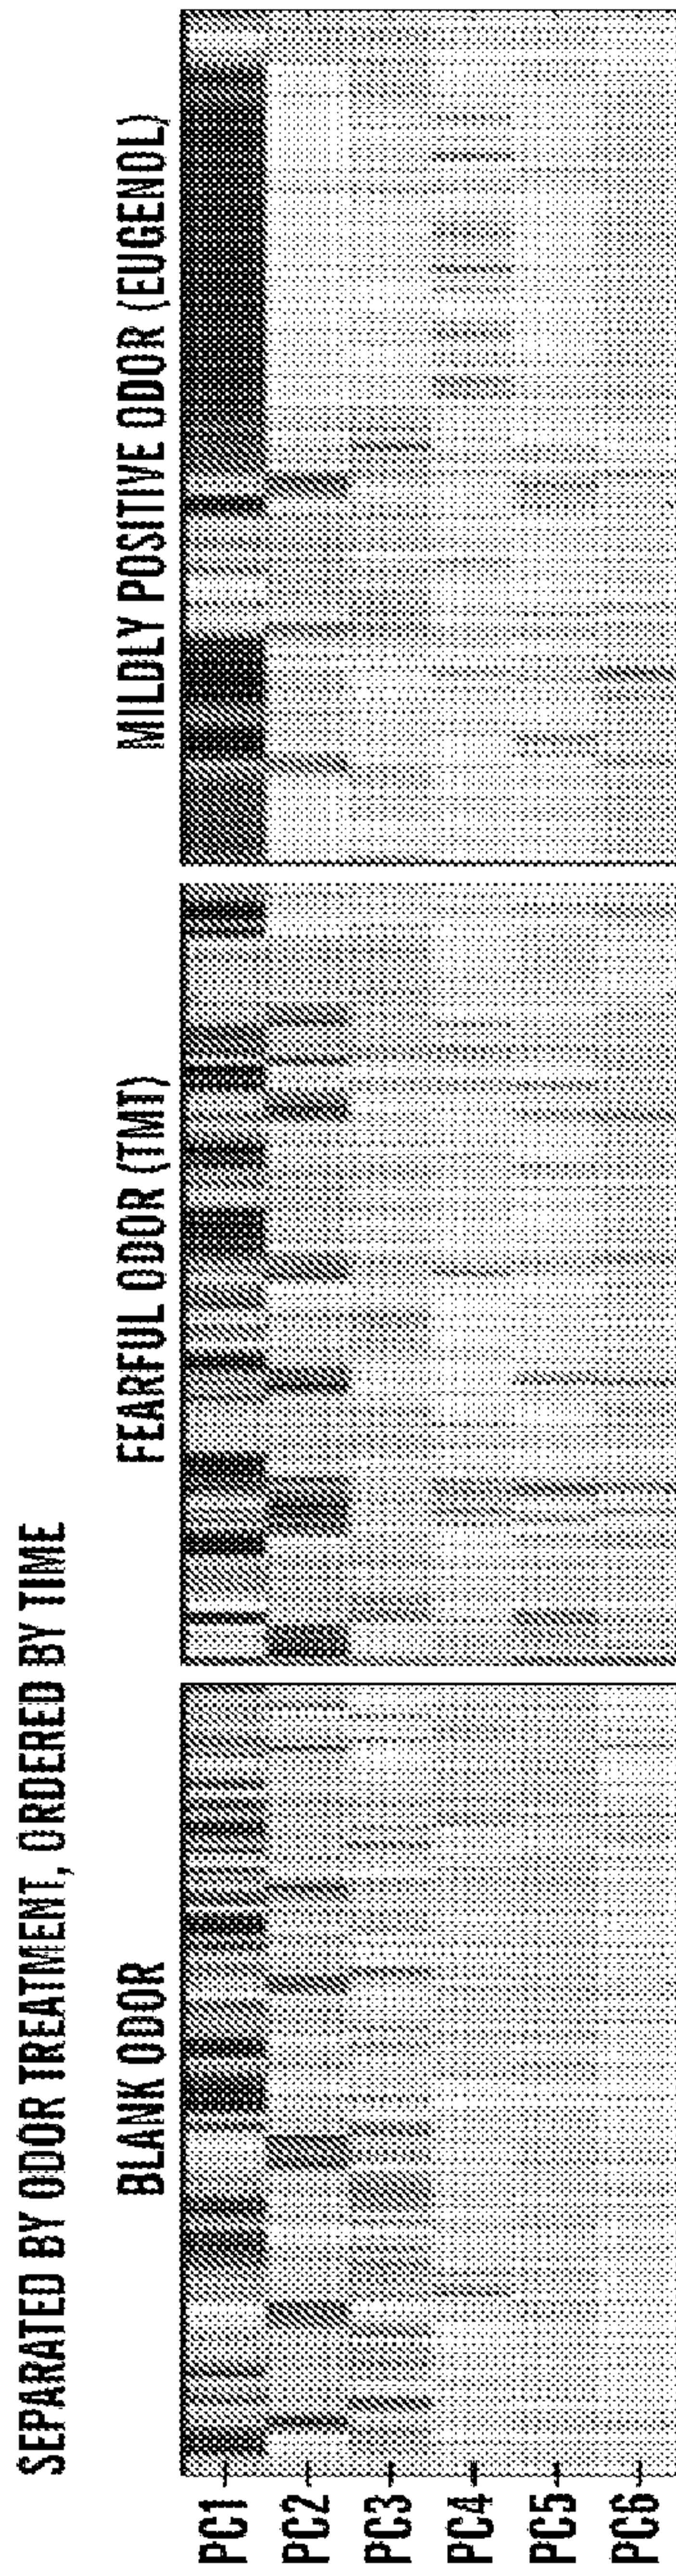 SEPARATED BY ODOR TREATMENT, ORDERED BY TIME
BLANK ODOR
FEARFUL ODOR (TMT)
MILDLY POSITIVE ODOR (EUGENOL)
PC1
PC2
PC3
PC4
PC5
PC6